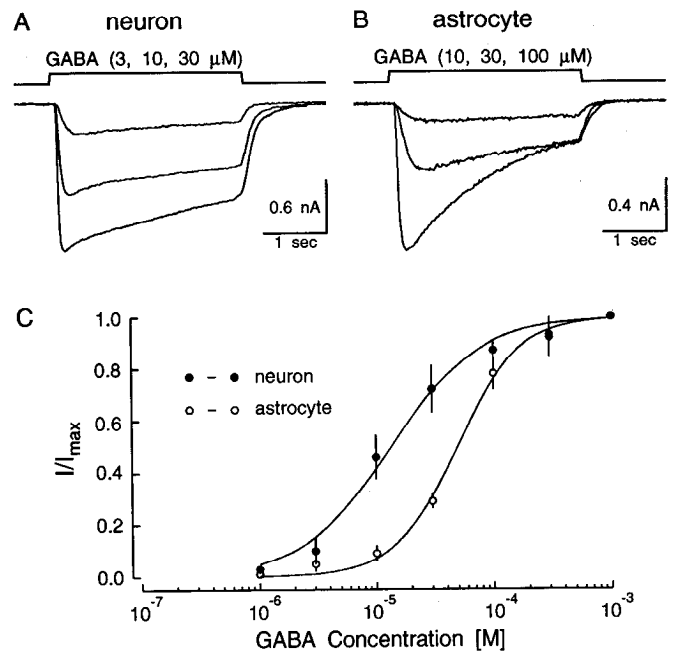 A neuron
GABA (3, 10, 30 μM)
0.6 nA
1 sec
B astrocyte
GABA (10, 30, 100 μM)
0.4 nA
1 sec
C
1.0
0.8
0.6
0.4
0.2
0.0
I/Imax
● – ● neuron
○ – ○ astrocyte
10⁻⁷ 10⁻⁶ 10⁻⁵ 10⁻⁴ 10⁻³
GABA Concentration [M]